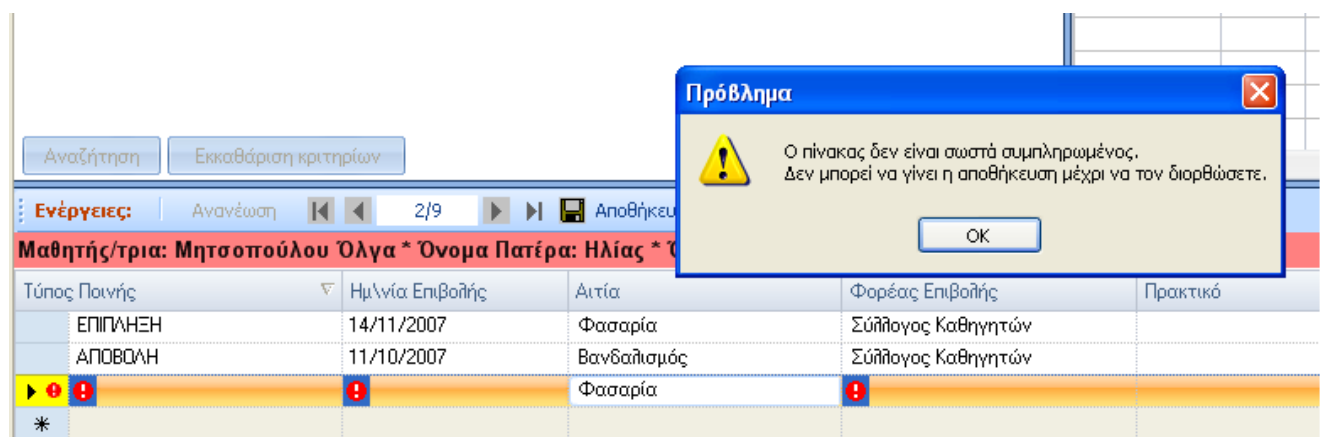 Πρόβλημα
Ο πίνακας δεν είναι σωστά συμπληρωμένος.
Δεν μπορεί να γίνει η αποθήκευση μέχρι να τον διορθώσετε.
OK
Αναζήτηση Εκκαθάριση κριτηρίων
Ενέργειες: Ανανέωση 2/9 Αποθήκευ
Μαθητής/τρια: Μητσοπούλου Όλγα * Όνομα Πατέρα: Ηλίας *
Τύπος Ποινής Ημ\νία Επιβολής Αιτία Φορέας Επιβολής Πρακτικό
ΕΠΙΠΛΗΞΗ 14/11/2007 Φασαρία Σύλλογος Καθηγητών
ΑΠΟΒΟΛΗ 11/10/2007 Βανδαλισμός Σύλλογος Καθηγητών
Φασαρία